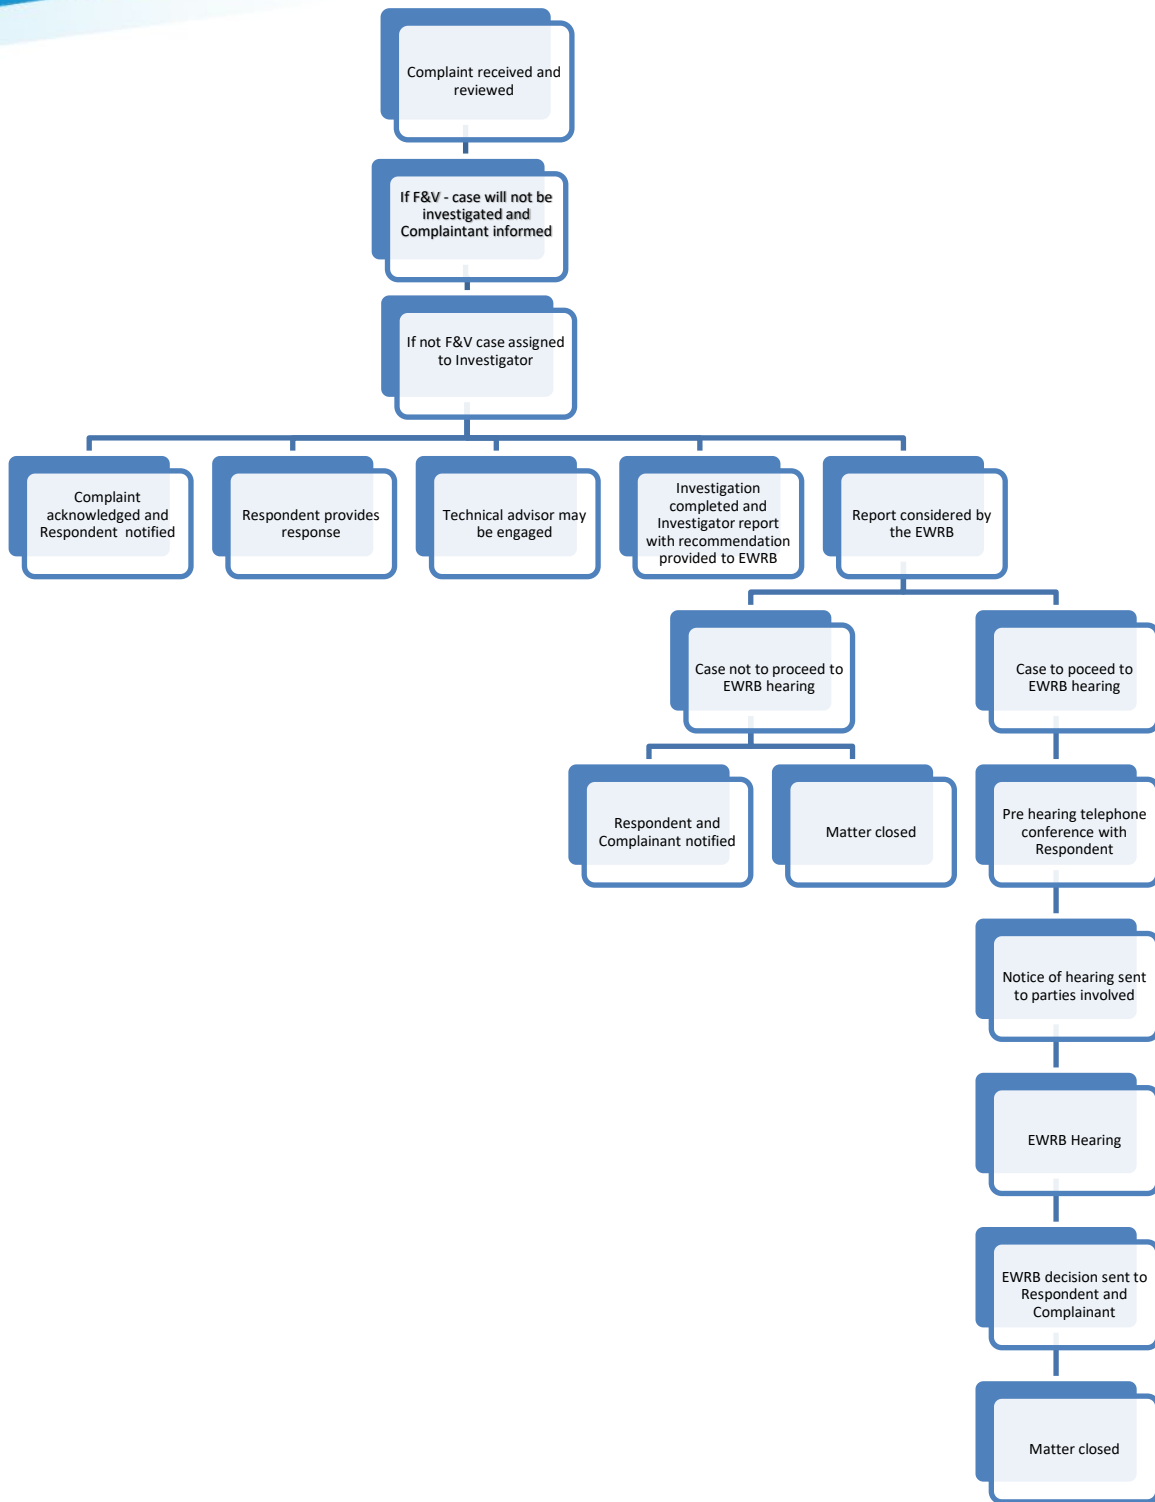 Complaint received and
reviewed
If F&V - case will not be
investigated and
Complaintant informed
If not F&V case assigned
to Investigator
Complaint
acknowledged and
Respondent notified
Respondent provides
response
Technical advisor may
be engaged
Investigation
completed and
Investigator report
with recommendation
provided to EWRB
Report considered by
the EWRB
Case not to proceed to
EWRB hearing
Case to poceed to
EWRB hearing
Respondent and
Complainant notified
Matter closed
Pre hearing telephone
conference with
Respondent
Notice of hearing sent
to parties involved
EWRB Hearing
EWRB decision sent to
Respondent and
Complainant
Matter closed